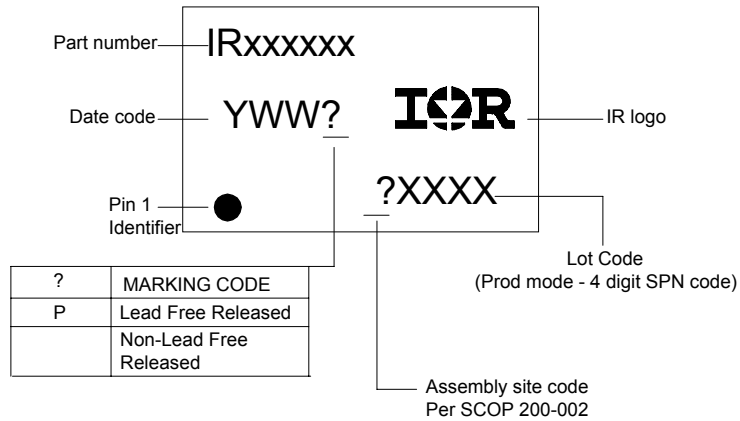 Part number
IRxxxxxx
Date code
YWW?
IOR
IR logo
Pin 1
Identifier
?XXXX
Lot Code
(Prod mode - 4 digit SPN code)
? MARKING CODE
P Lead Free Released
Non-Lead Free
Released
Assembly site code
Per SCOP 200-002